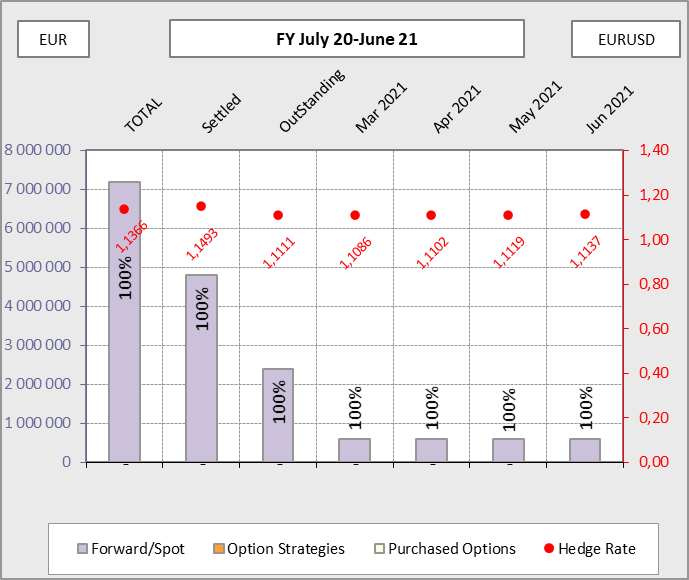 EUR
FY July 20-June 21
EURUSD
TOTAL
Settled
OutStanding
Mar 2021
Apr 2021
May 2021
Jun 2021
8 000 000
7 000 000
6 000 000
5 000 000
4 000 000
3 000 000
2 000 000
1 000 000
0
1,40
1,20
1,00
0,80
0,60
0,40
0,20
0,00
1,1366
1,1493
1,1111
1,1086
1,1102
1,1119
1,1137
100%
100%
100%
100%
100%
100%
100%
- - - - - - -
Forward/Spot Option Strategies Purchased Options Hedge Rate